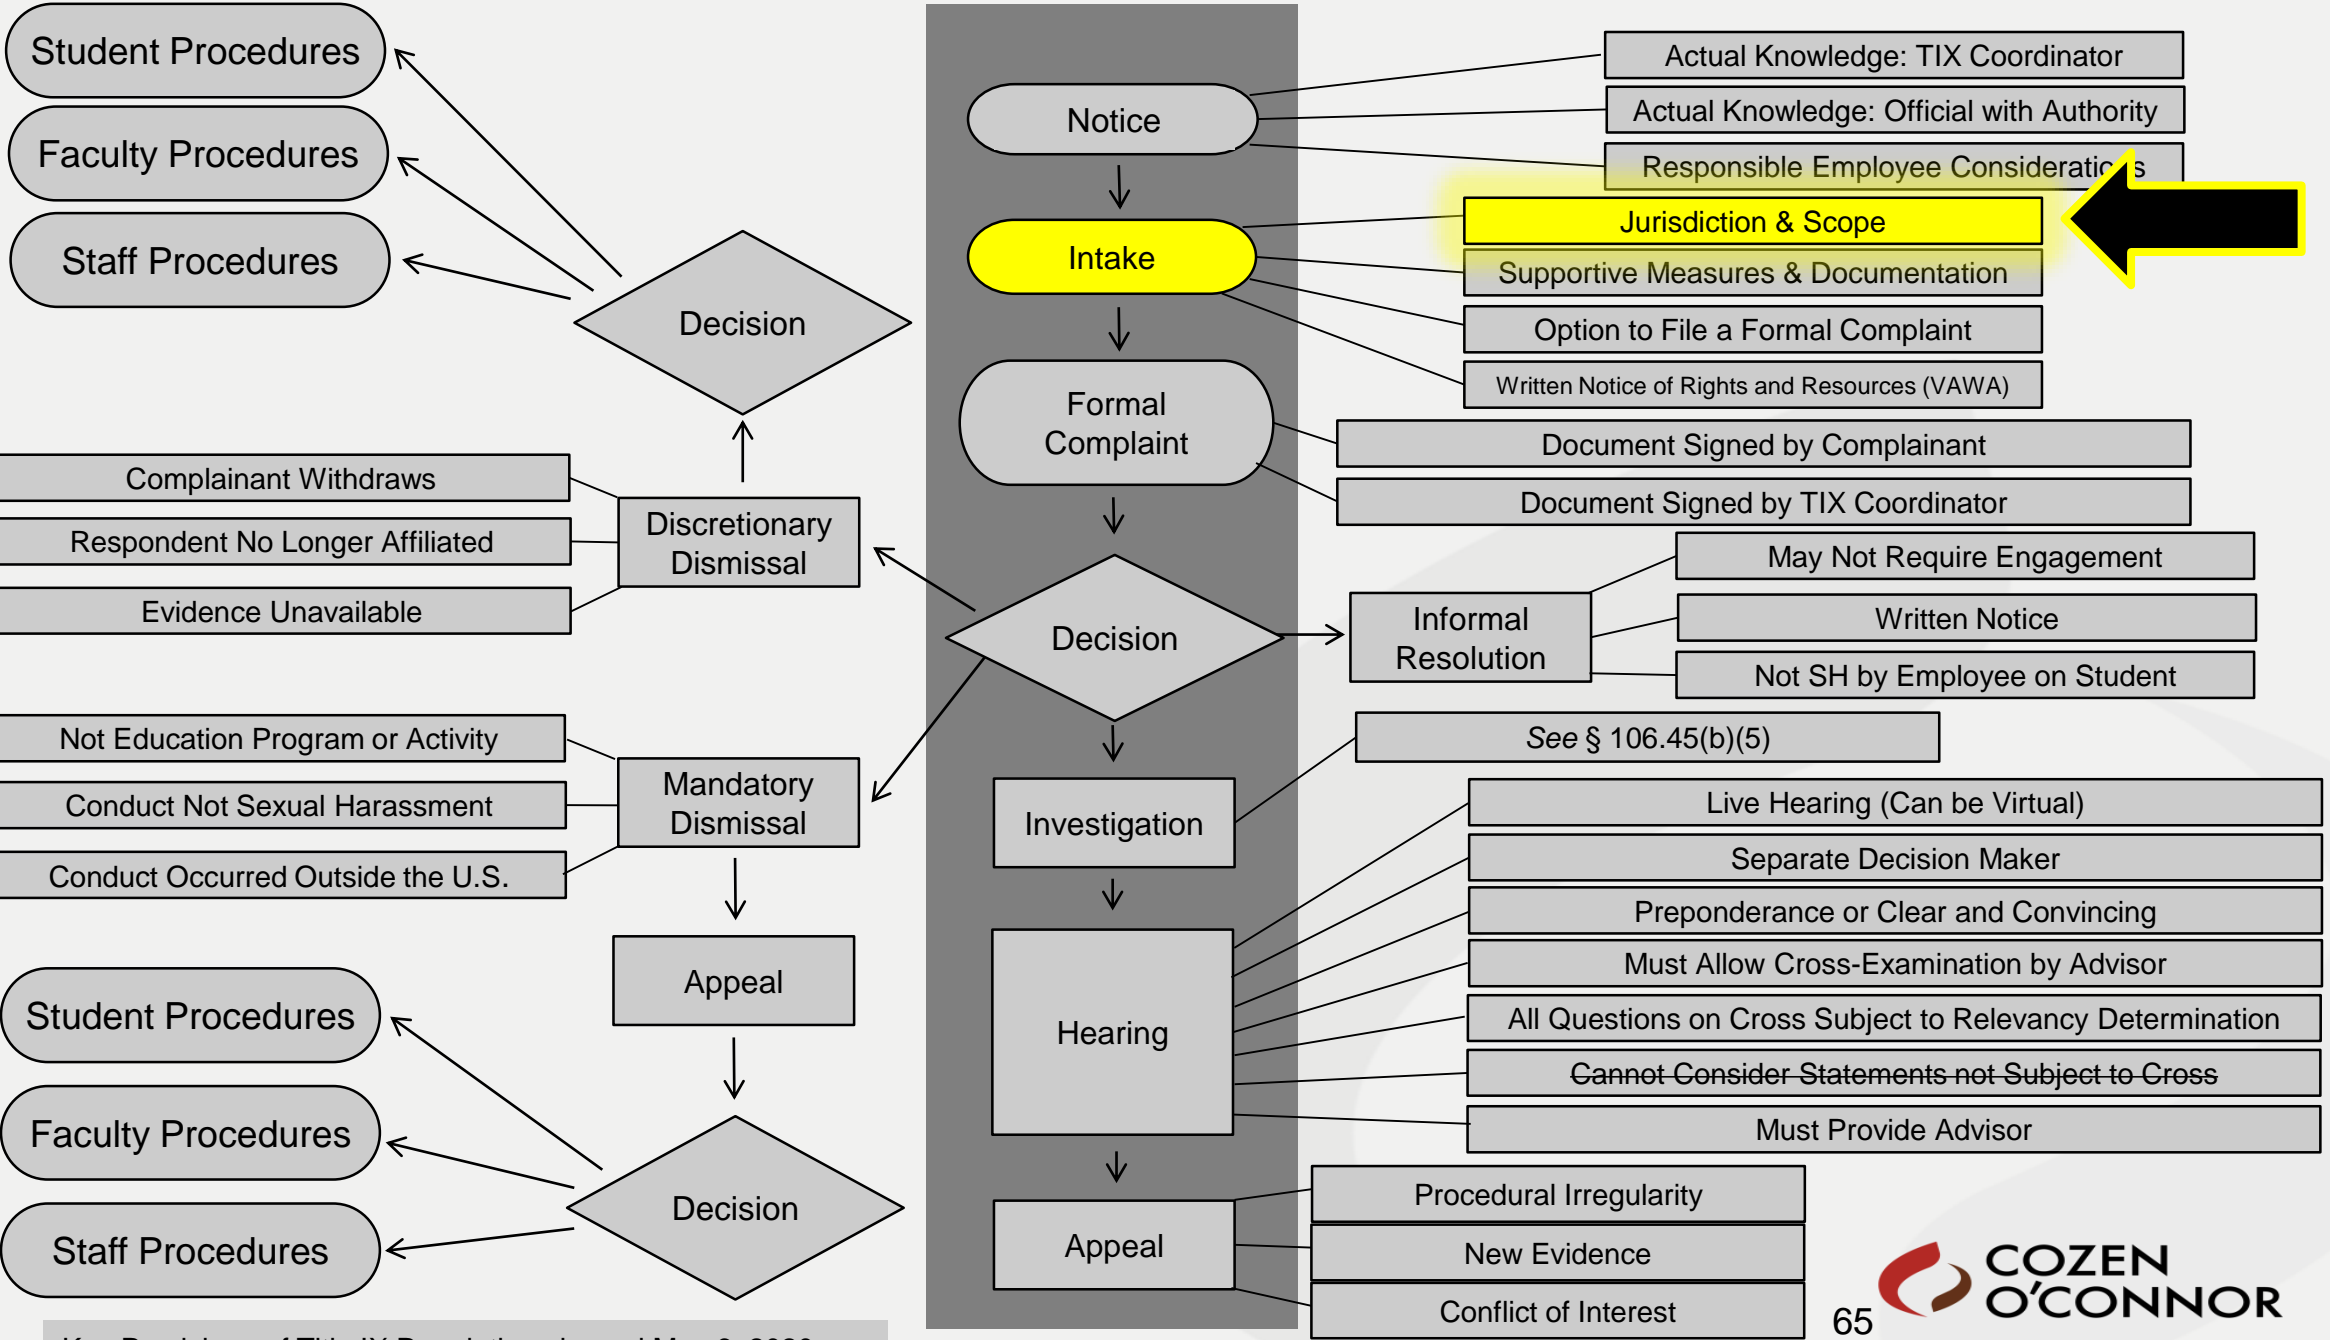 Student Procedures
Faculty Procedures
Staff Procedures
Decision
Complainant Withdraws
Respondent No Longer Affiliated
Evidence Unavailable
Discretionary
Dismissal
Not Education Program or Activity
Conduct Not Sexual Harassment
Conduct Occurred Outside the U.S.
Mandatory
Dismissal
Appeal
Student Procedures
Faculty Procedures
Staff Procedures
Decision
Notice
Actual Knowledge: TIX Coordinator
Actual Knowledge: Official with Authority
Responsible Employee Considerations
Intake
Jurisdiction & Scope
Supportive Measures & Documentation
Option to File a Formal Complaint
Written Notice of Rights and Resources (VAWA)
Formal
Complaint
Document Signed by Complainant
Document Signed by TIX Coordinator
Decision
Informal
Resolution
May Not Require Engagement
Written Notice
Not SH by Employee on Student
Investigation
See § 106.45(b)(5)
Hearing
Live Hearing (Can be Virtual)
Separate Decision Maker
Preponderance or Clear and Convincing
Must Allow Cross-Examination by Advisor
All Questions on Cross Subject to Relevancy Determination
Cannot Consider Statements not Subject to Cross
Must Provide Advisor
Appeal
Procedural Irregularity
New Evidence
Conflict of Interest
65
COZEN
O'CONNOR